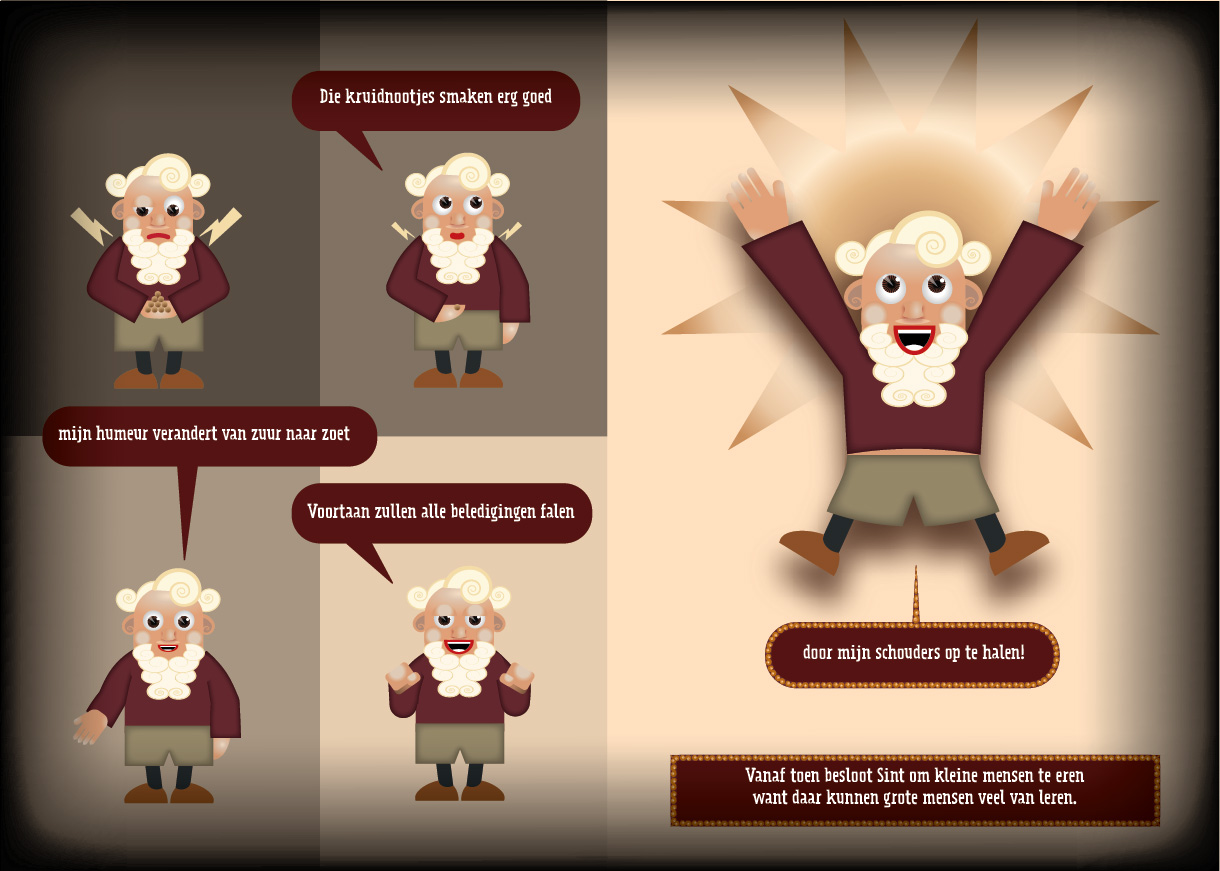 Die kruidnootjes smaken erg goed
mijn humeur verandert van zuur naar zoet
Voortaan zullen alle beledigingen falen
door mijn schouders op te halen!
Vanaf toen besloot Sint om kleine mensen te eren
want daar kunnen grote mensen veel van leren.